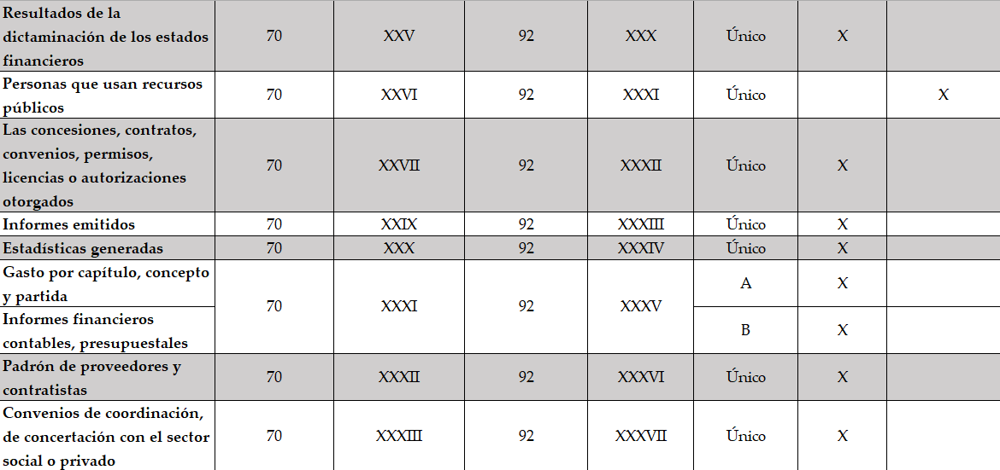 Resultados de la
dictaminación de los estados
financieros
70 XXV 92 XXX Único X
Personas que usan recursos
públicos
70 XXVI 92 XXXI Único X
Las concesiones, contratos,
convenios, permisos,
licencias o autorizaciones
otorgados
70 XXVII 92 XXXII Único X
Informes emitidos 70 XXIX 92 XXXIII Único X
Estadísticas generadas 70 XXX 92 XXXIV Único X
Gasto por capítulo, concepto
y partida
A X
70 XXXI 92 XXXV
Informes financieros
contables, presupuestales
B X
Padrón de proveedores y
contratistas
70 XXXII 92 XXXVI Único X
Convenios de coordinación,
de concertación con el sector
social o privado
70 XXXIII 92 XXXVII Único X